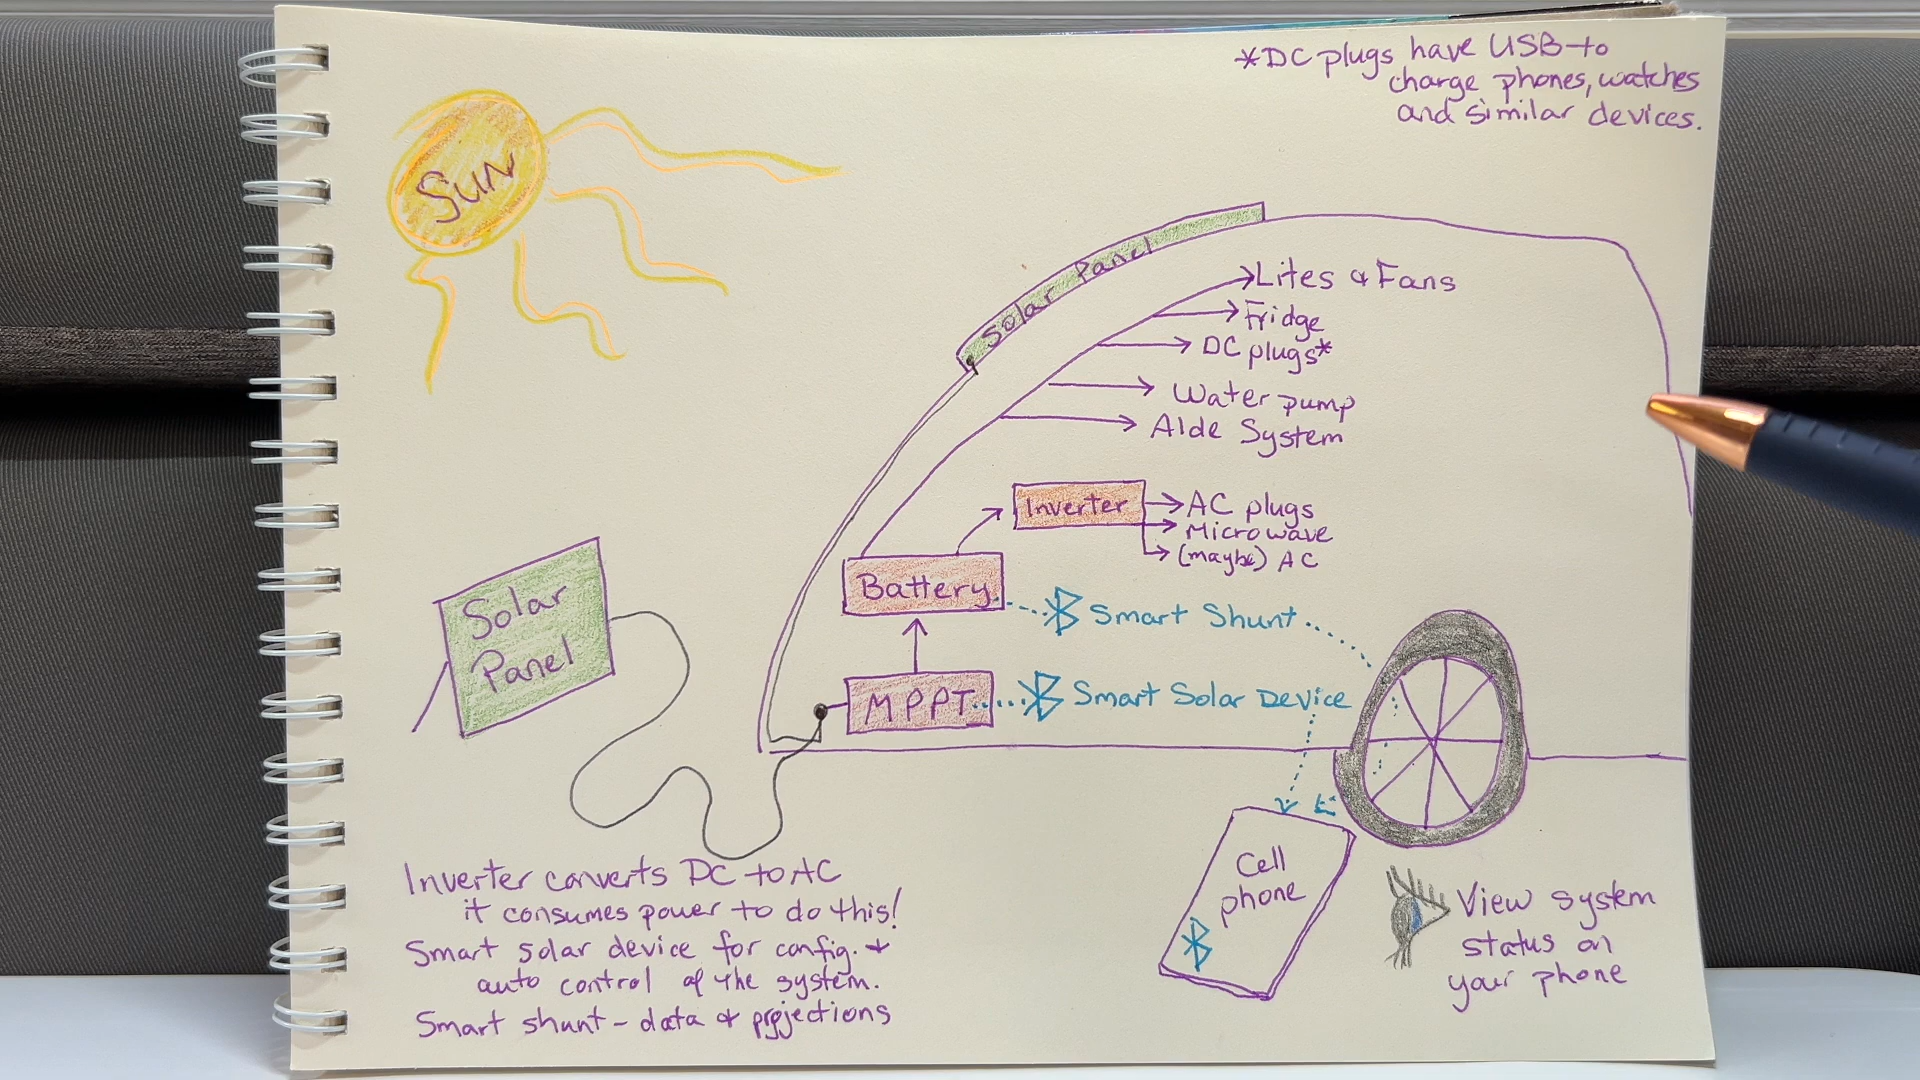 *DC plugs have USB to
charge phones, watches
and similar devices.
Sun
Solar Panel
Lites & Fans
Fridge
DC plugs*
Water pump
Alde System
Inverter
AC plugs
Microwave
(maybe) AC
Battery
Smart Shunt
MPPT
Smart Solar Device
Solar
Panel
Cell
phone
View system
status on
your phone
Inverter converts DC to AC
it consumes power to do this!
Smart solar device for config. +
auto control of the system.
Smart shunt - data & projections